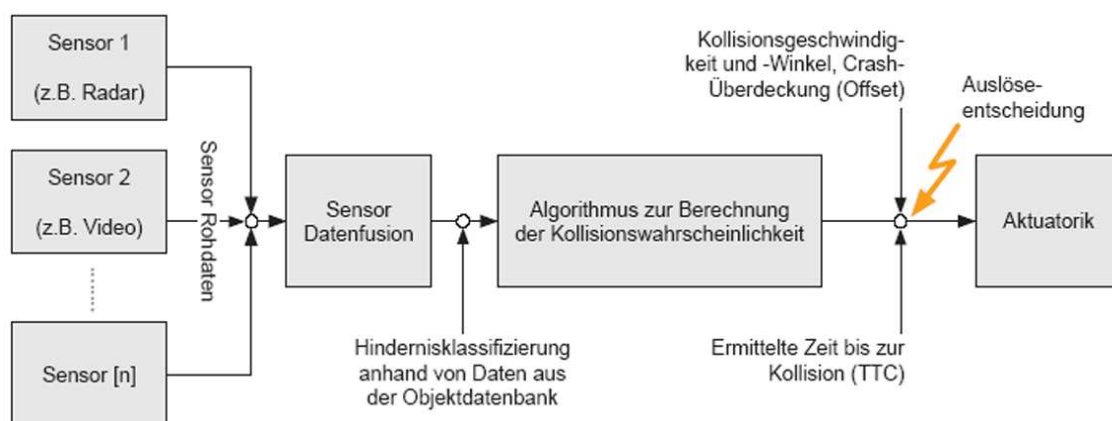 Sensor 1
(z.B. Radar)
Sensor 2
(z.B. Video)
Sensor [n]
Sensor Rohdaten
Sensor
Datenfusion
Hindernisklassifizierung
anhand von Daten aus
der Objektdatenbank
Algorithmus zur Berechnung
der Kollisionswahrscheinlichkeit
Kollisionsgeschwindig-
keit und -Winkel, Crash-
Überdeckung (Offset)
Ermittelte Zeit bis zur
Kollision (TTC)
Auslöse-
entscheidung
Aktuatorik